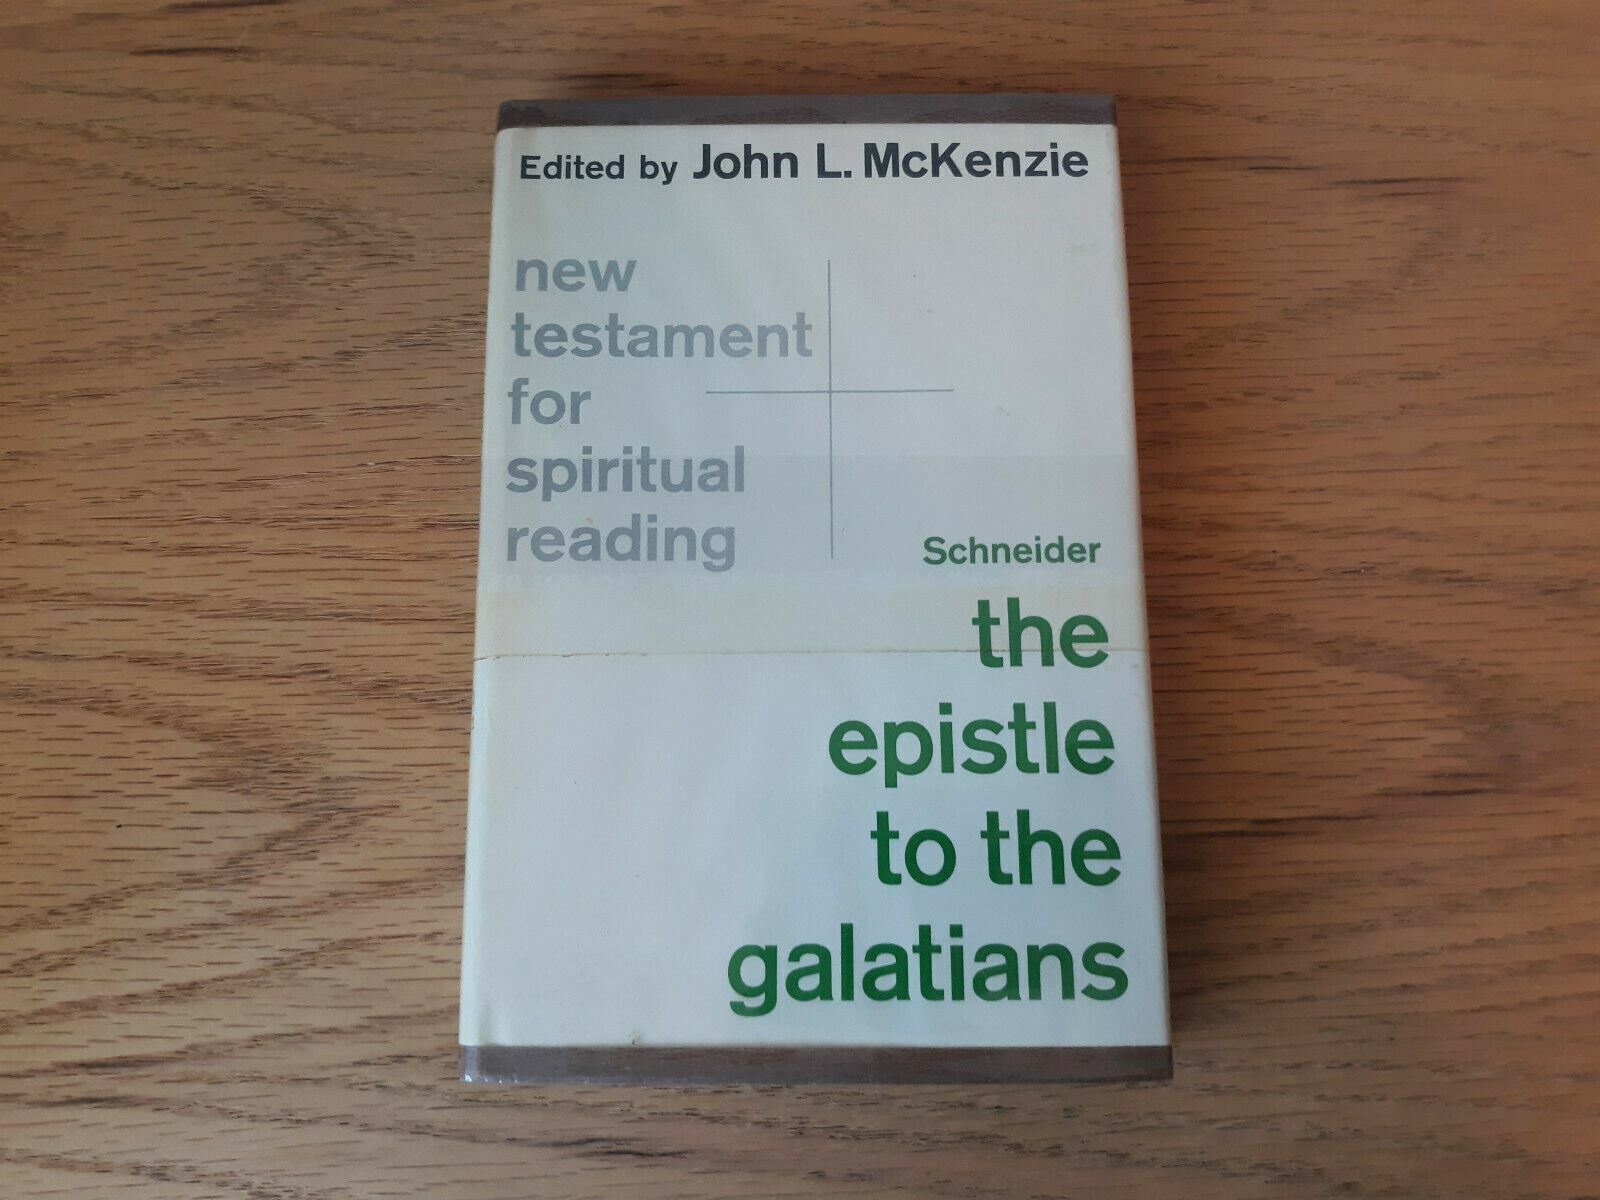 Edited by John L. McKenzie
new
testament
for
spiritual
reading
Schneider
the
epistle
to the
galatians